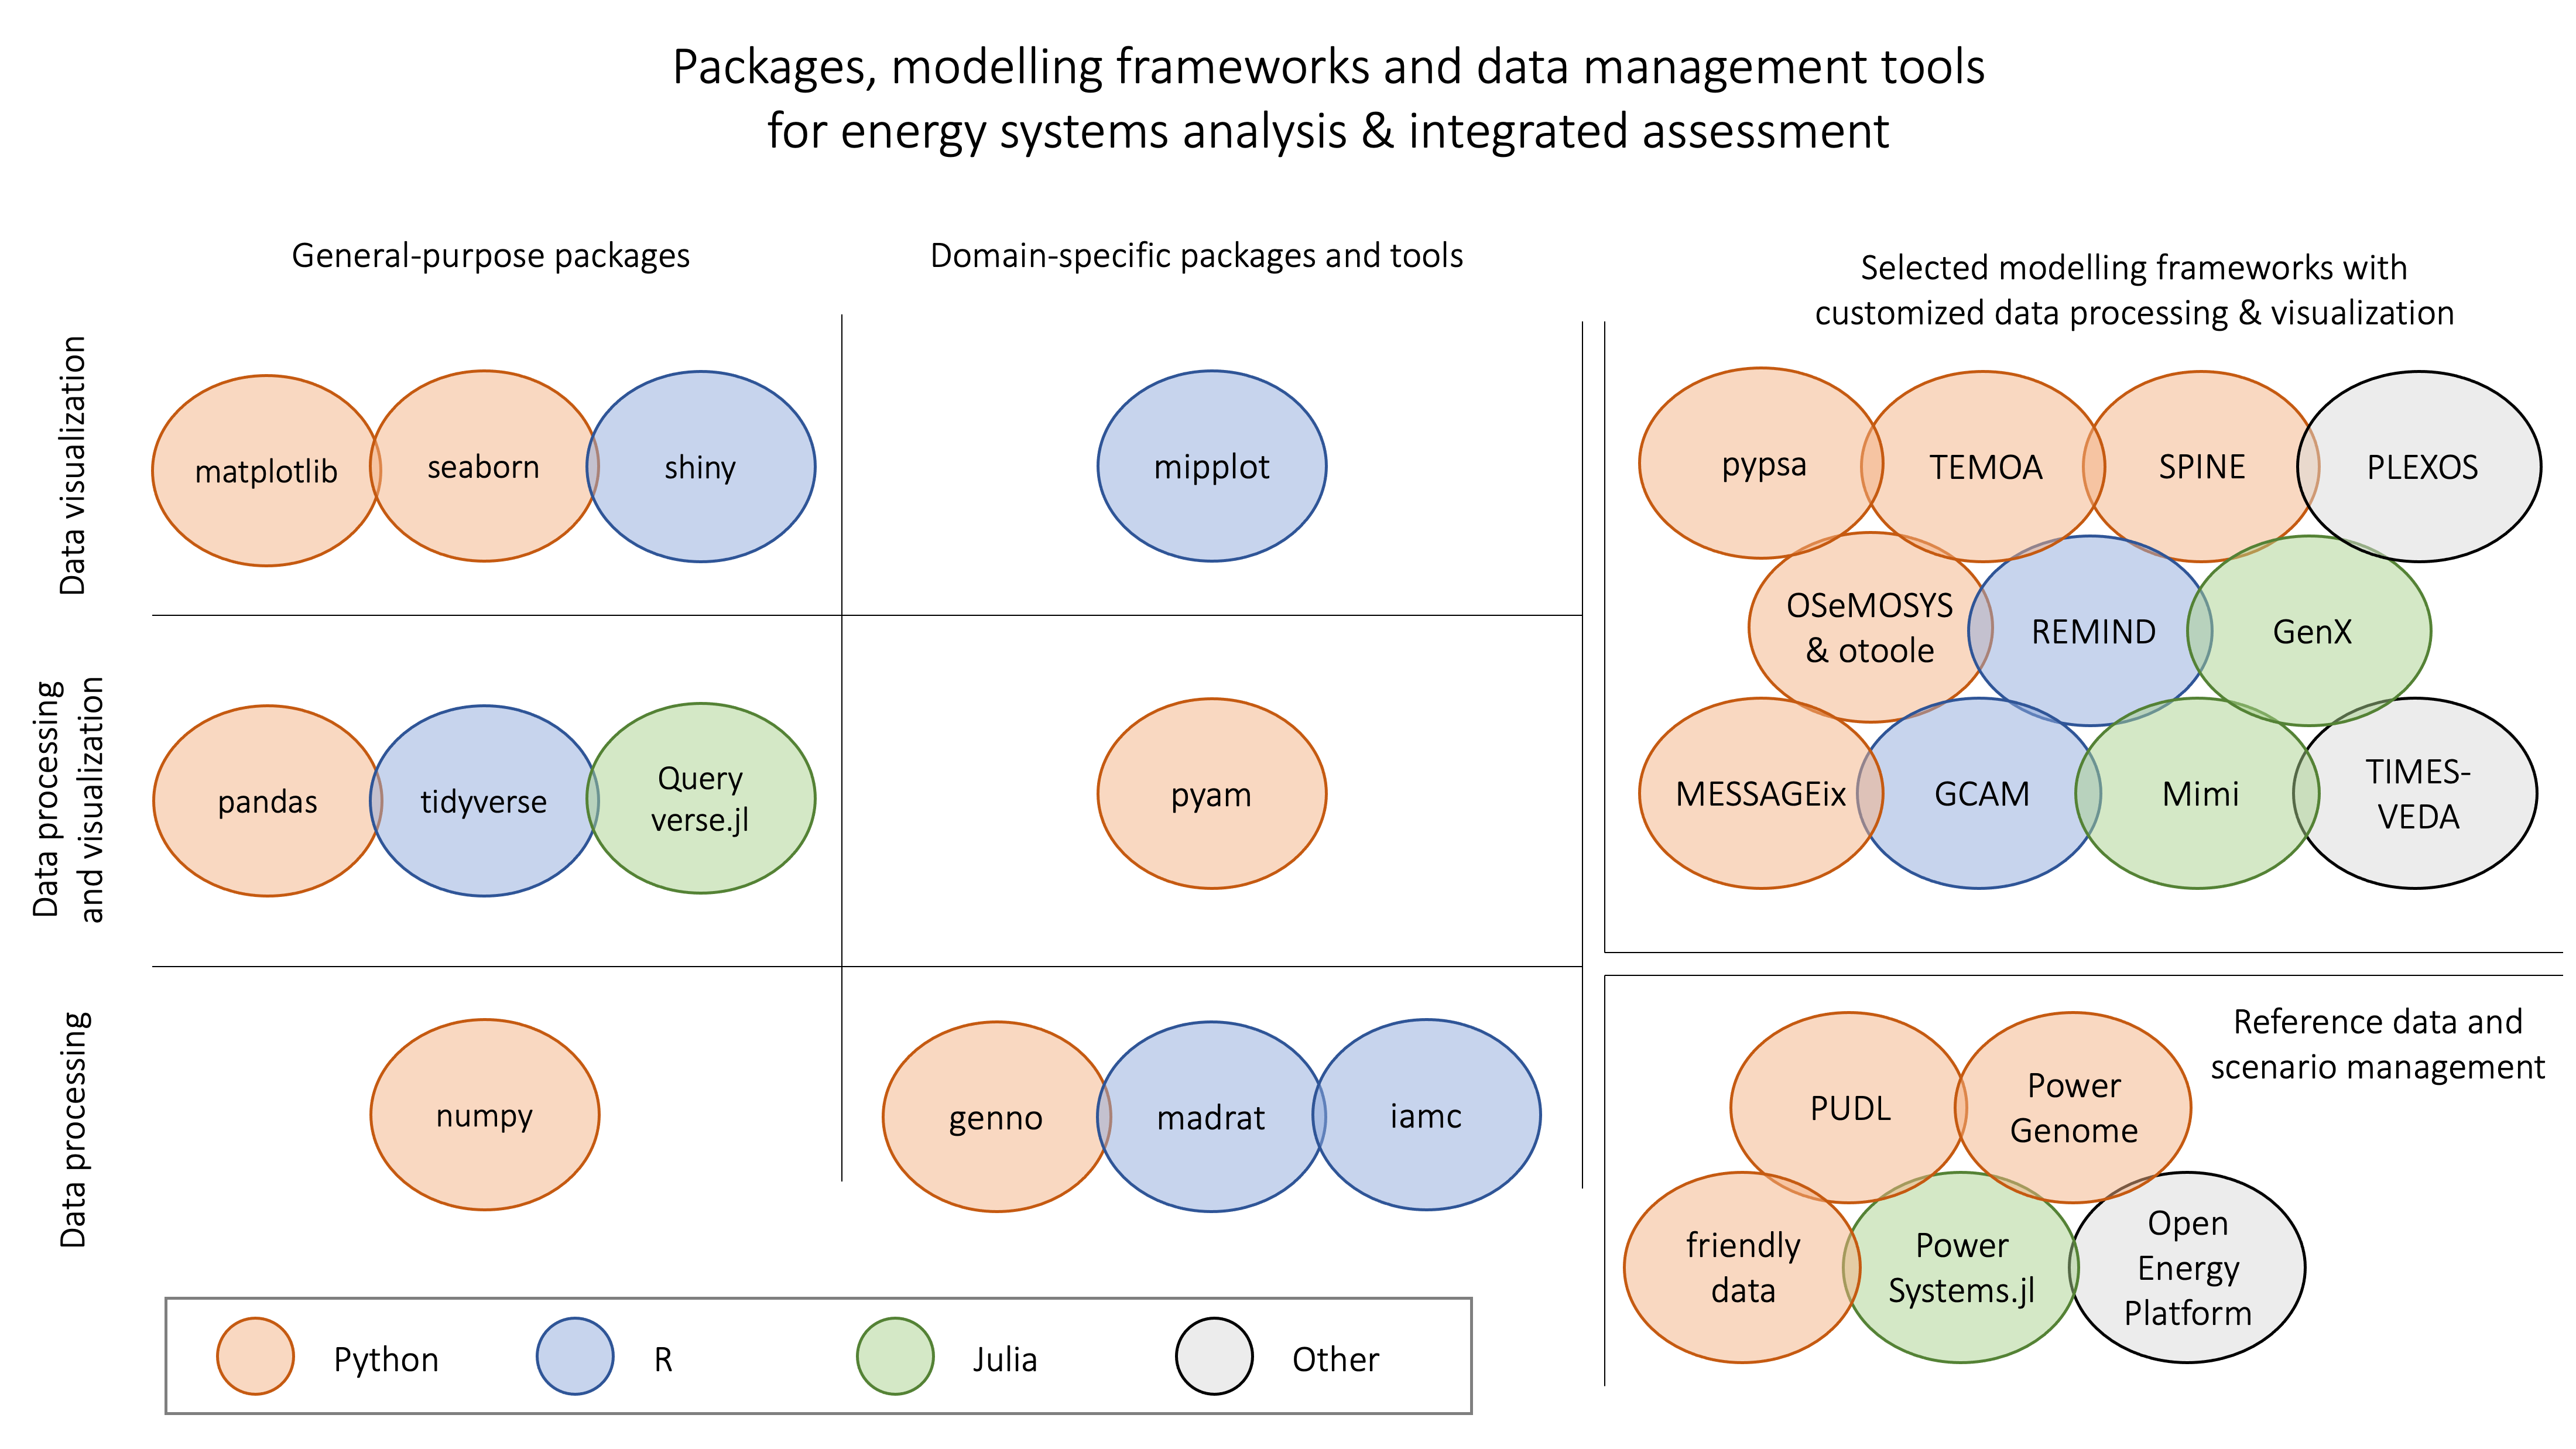 Packages, modelling frameworks and data management tools
for energy systems analysis & integrated assessment
General-purpose packages
Domain-specific packages and tools
Selected modelling frameworks with
customized data processing & visualization
Data visualization
matplotlib
seaborn
shiny
mipplot
pypsa
TEMOA
SPINE
PLEXOS
OSeMOSYS
& otoole
REMIND
GenX
Data processing
and visualization
pandas
tidyverse
Query
verse.jl
pyam
MESSAGEix
GCAM
Mimi
TIMES-
VEDA
Data processing
numpy
genno
madrat
iamc
Reference data and
scenario management
PUDL
Power
Genome
friendly
data
Power
Systems.jl
Open
Energy
Platform
Python
R
Julia
Other